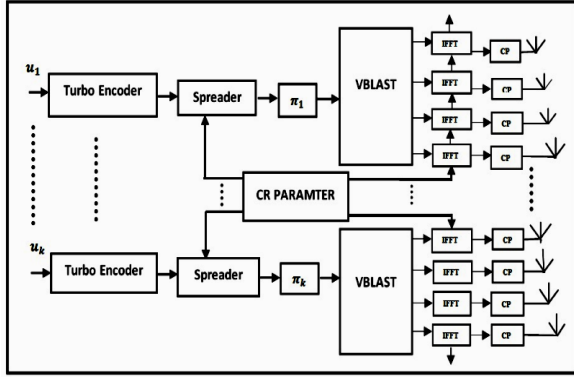 u1
Turbo Encoder
Spreader
π1
VBLAST
IFFT
CP
IFFT
CP
IFFT
CP
IFFT
CP
CR PARAMTER
uk
Turbo Encoder
Spreader
πk
VBLAST
IFFT
CP
IFFT
CP
IFFT
CP
IFFT
CP